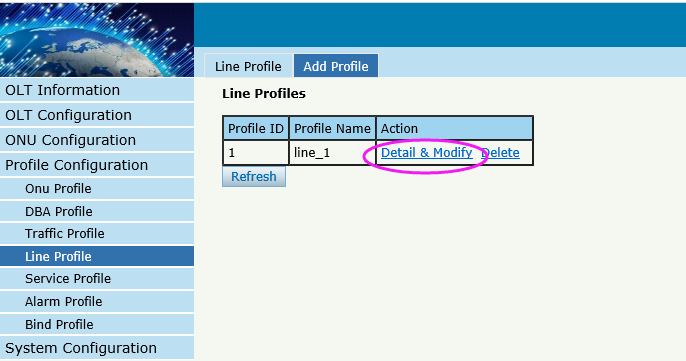 OLT Information
OLT Configuration
ONU Configuration
Profile Configuration
Onu Profile
DBA Profile
Traffic Profile
Line Profile
Service Profile
Alarm Profile
Bind Profile
System Configuration
Line Profile Add Profile
Line Profiles
Profile ID Profile Name Action
1 line_1 Detail & Modify Delete
Refresh